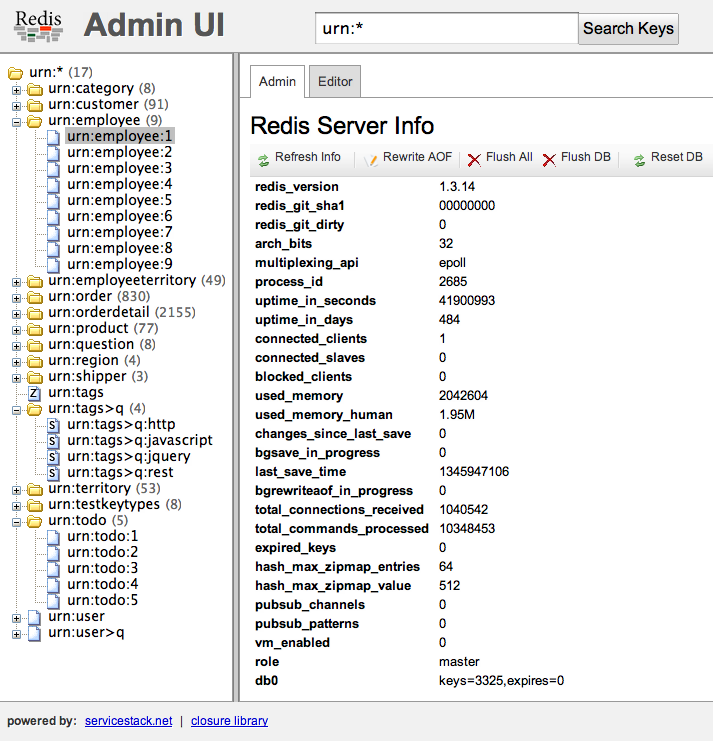 Redis
Admin UI
urn:*
Search Keys
urn:* (17)
urn:category (8)
urn:customer (91)
urn:employee (9)
urn:employee:1
urn:employee:2
urn:employee:3
urn:employee:4
urn:employee:5
urn:employee:6
urn:employee:7
urn:employee:8
urn:employee:9
urn:employeeterritory (49)
urn:order (830)
urn:orderdetail (2155)
urn:product (77)
urn:question (8)
urn:region (4)
urn:shipper (3)
Z urn:tags
urn:tags>q (4)
S urn:tags>q:http
S urn:tags>q:javascript
S urn:tags>q:jquery
S urn:tags>q:rest
urn:territory (53)
urn:testkeytypes (8)
urn:todo (5)
urn:todo:1
urn:todo:2
urn:todo:3
urn:todo:4
urn:todo:5
urn:user
urn:user>q
Admin Editor
Redis Server Info
Refresh Info Rewrite AOF Flush All Flush DB Reset DB
redis_version 1.3.14
redis_git_sha1 00000000
redis_git_dirty 0
arch_bits 32
multiplexing_api epoll
process_id 2685
uptime_in_seconds 41900993
uptime_in_days 484
connected_clients 1
connected_slaves 0
blocked_clients 0
used_memory 2042604
used_memory_human 1.95M
changes_since_last_save 0
bgsave_in_progress 0
last_save_time 1345947106
bgrewriteaof_in_progress 0
total_connections_received 1040542
total_commands_processed 10348453
expired_keys 0
hash_max_zipmap_entries 64
hash_max_zipmap_value 512
pubsub_channels 0
pubsub_patterns 0
vm_enabled 0
role master
db0 keys=3325,expires=0
powered by: servicestack.net | closure library